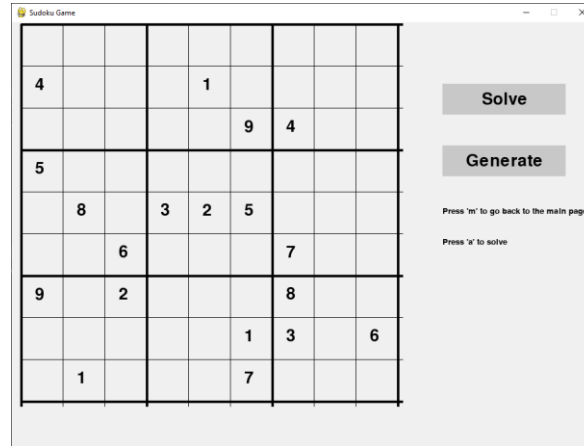 Sudoku Game
4 1
9 4
5
8 3 2 5
6 7
9 2 8
1 3 6
1 7
Solve
Generate
Press 'm' to go back to the main page
Press 'a' to solve